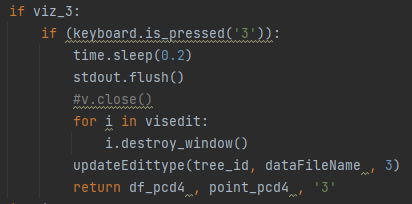 if viz_3:
if (keyboard.is_pressed('3')):
time.sleep(0.2)
stdout.flush()
#v.close()
for i in visedit:
i.destroy_window()
updateEdittype(tree_id, dataFileName , 3)
return df_pcd4 , point_pcd4 , '3'